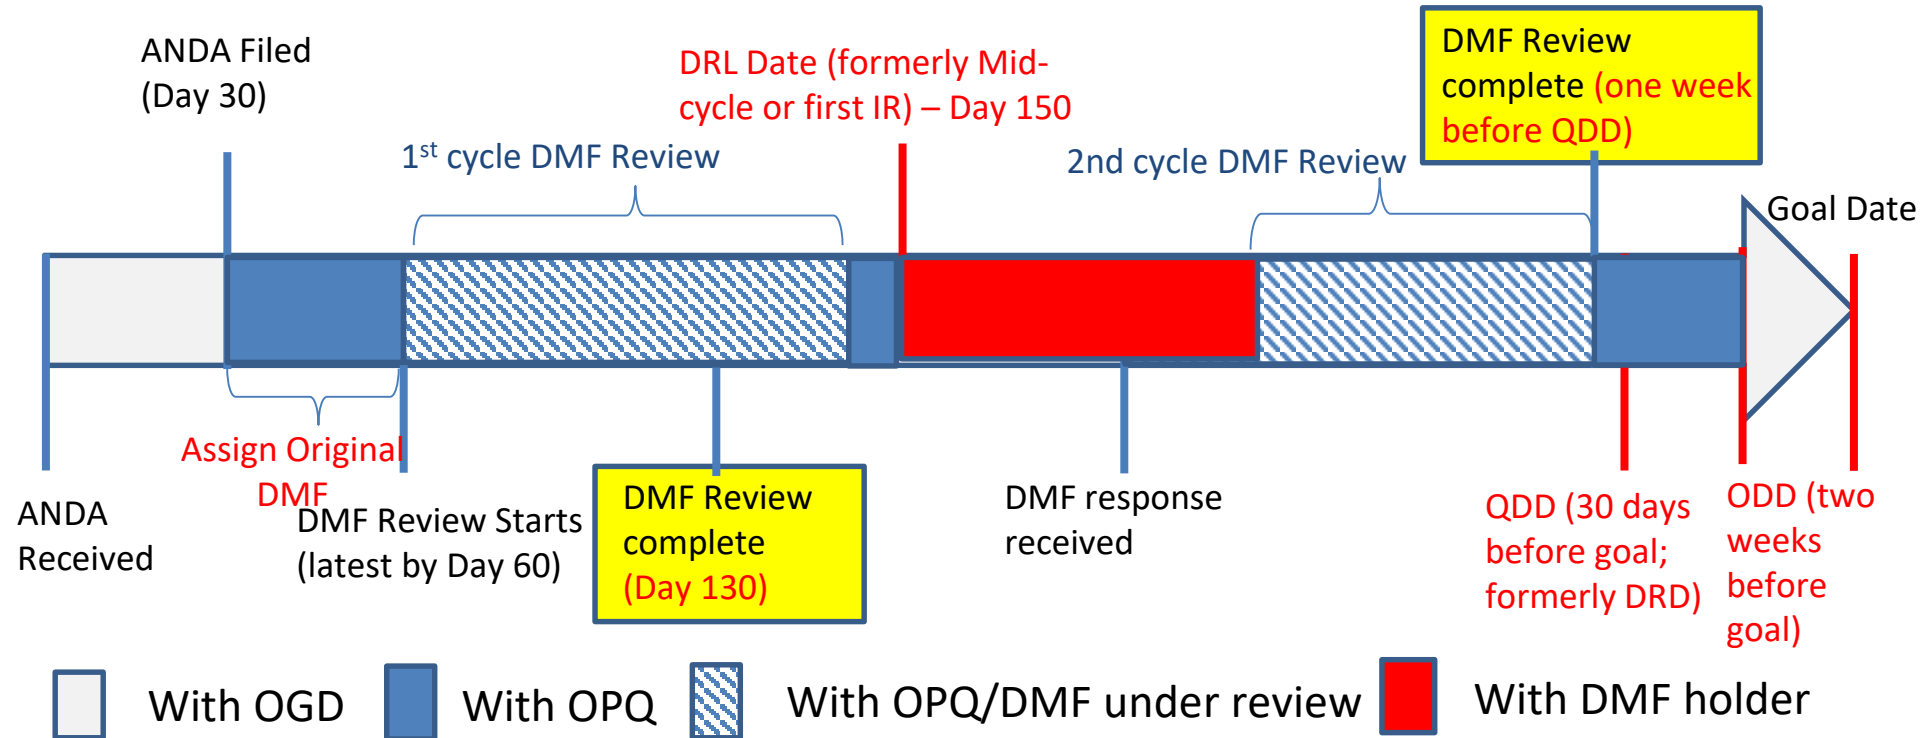 ANDA Filed
(Day 30)
DRL Date (formerly Mid-
cycle or first IR) – Day 150
DMF Review
complete (one week
before QDD)
1st cycle DMF Review
2nd cycle DMF Review
Goal Date
Assign Original
DMF
ANDA
Received
DMF Review Starts
(latest by Day 60)
DMF Review
complete
(Day 130)
DMF response
received
QDD (30 days
before goal;
formerly DRD)
ODD (two
weeks
before
goal)
With OGD
With OPQ
With OPQ/DMF under review
With DMF holder